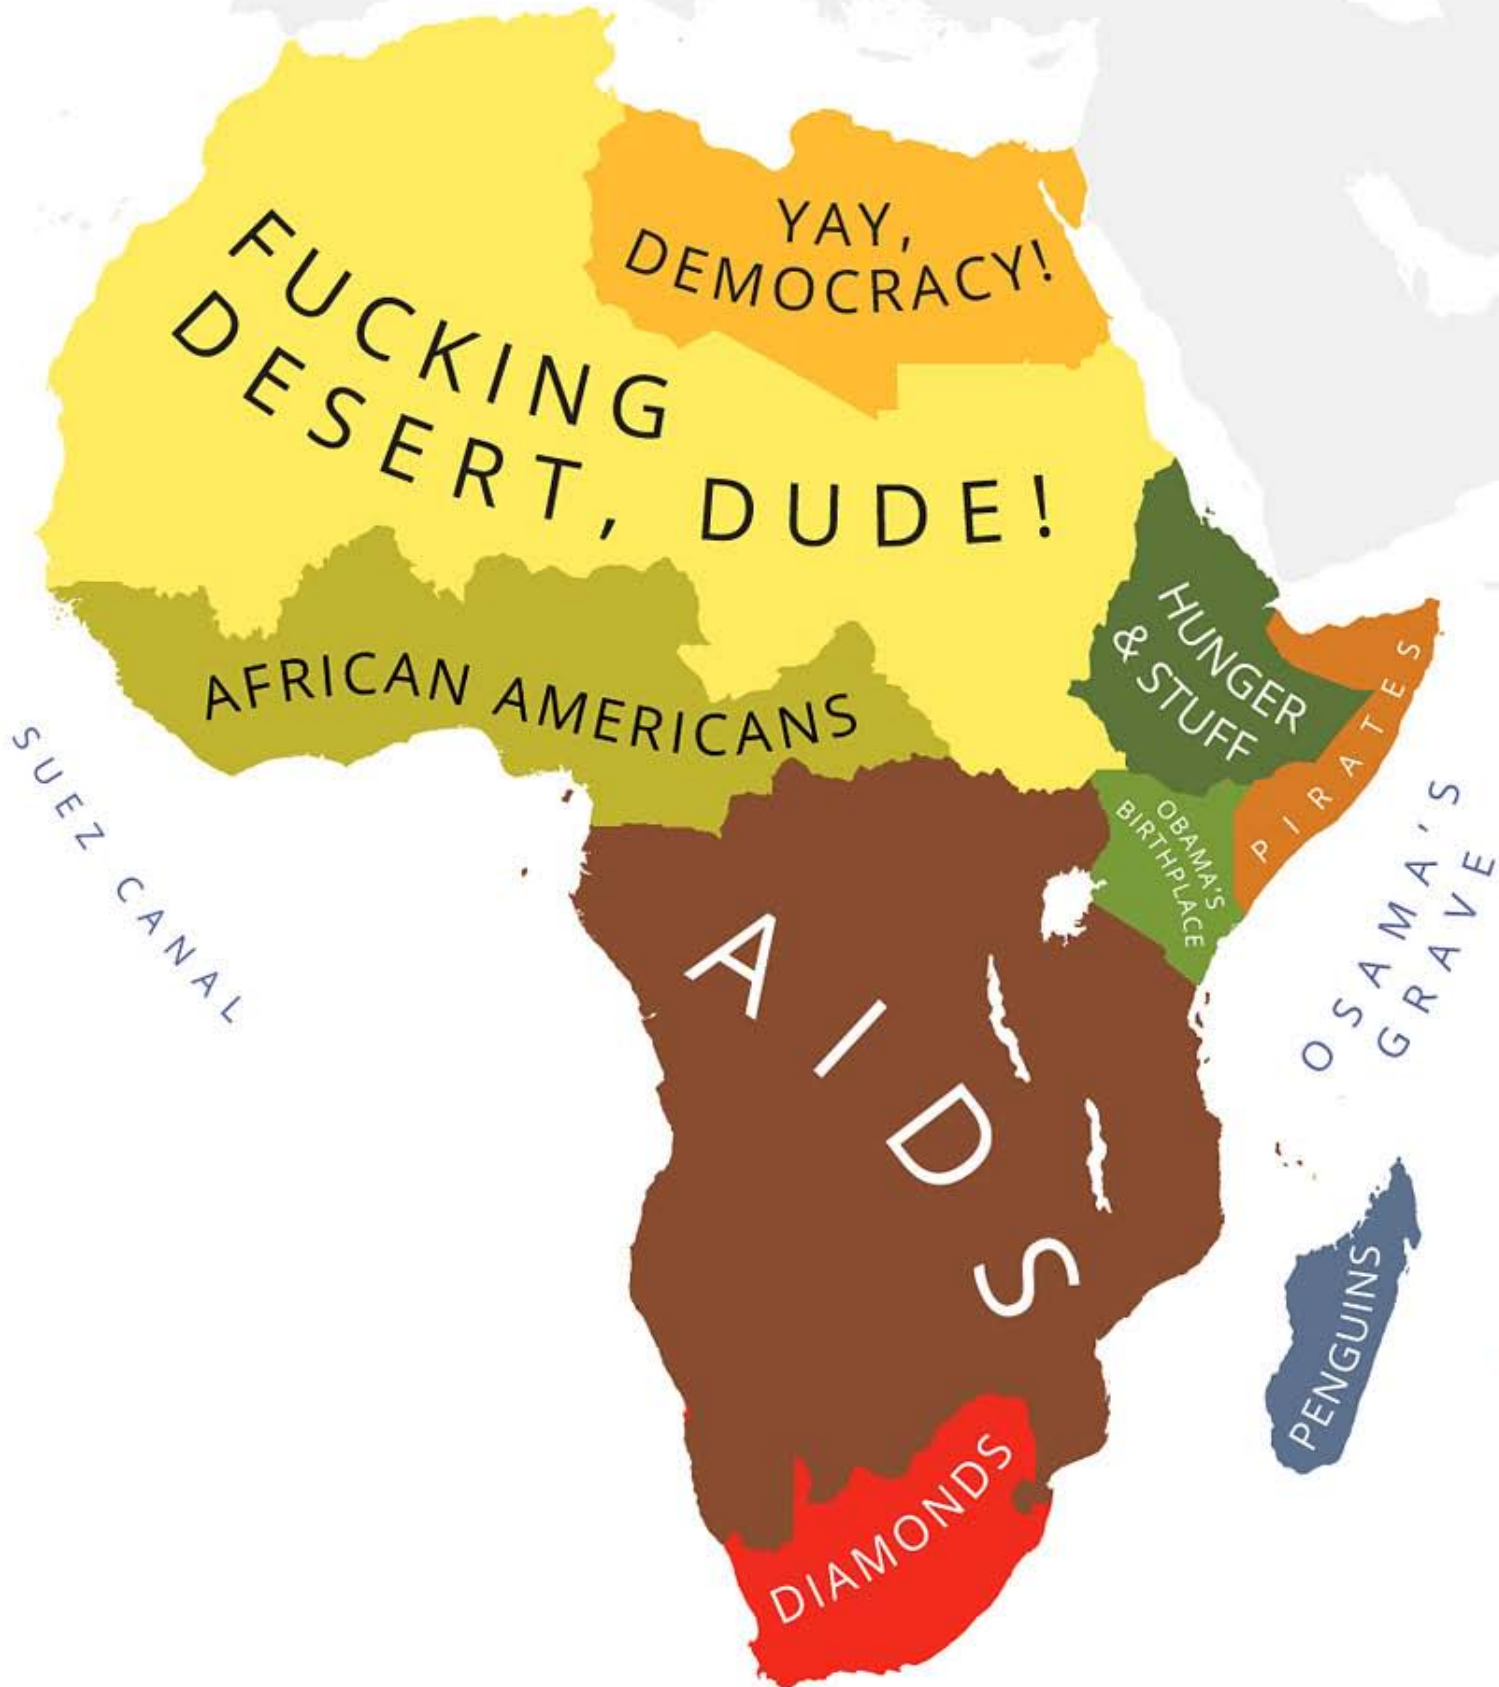 YAY,
DEMOCRACY!
FUCKING
DESERT, DUDE!
HUNGER
& STUFF
PIRATES
AFRICAN AMERICANS
OBAMA'S
BIRTHPLACE
SUEZ CANAL
OSAMA'S
GRAVE
AIDS
PENGUINS
DIAMONDS